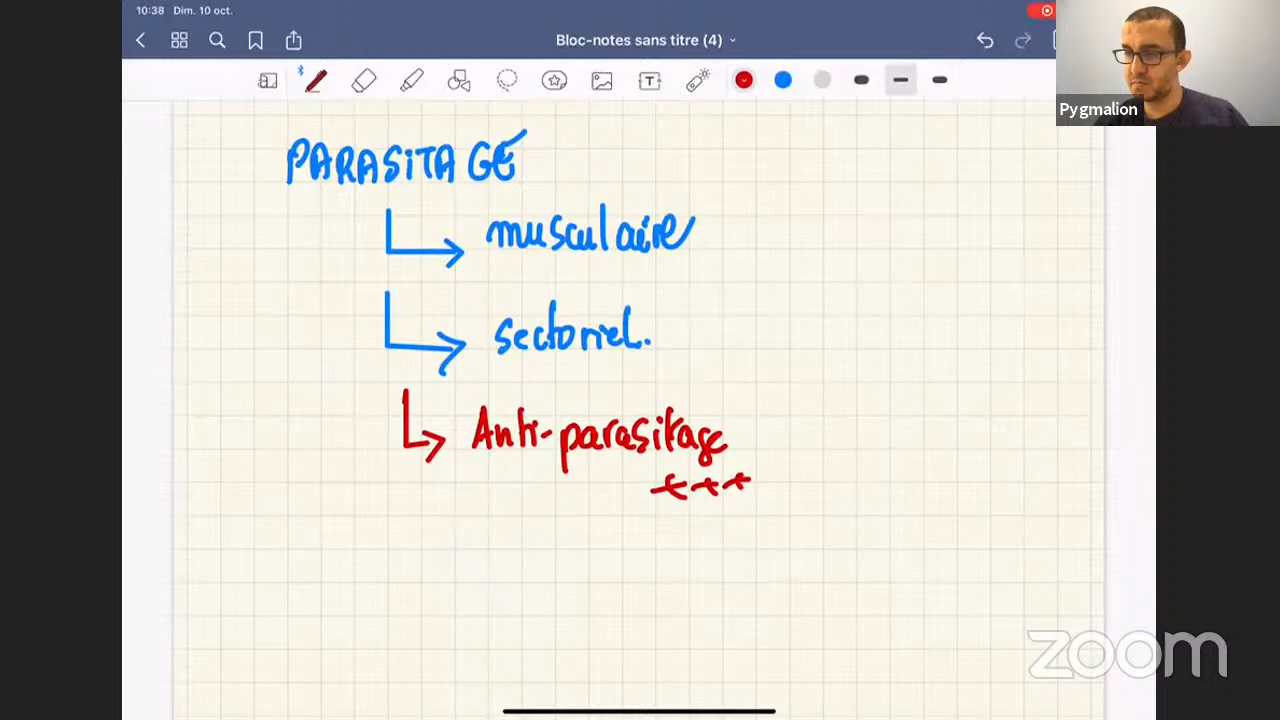 10:38 Dim. 10 oct.
Bloc-notes sans titre (4)
Pygmalion
PARASITAGE
musculaire
sectoriel.
Anti-parasitage
+++
zoom